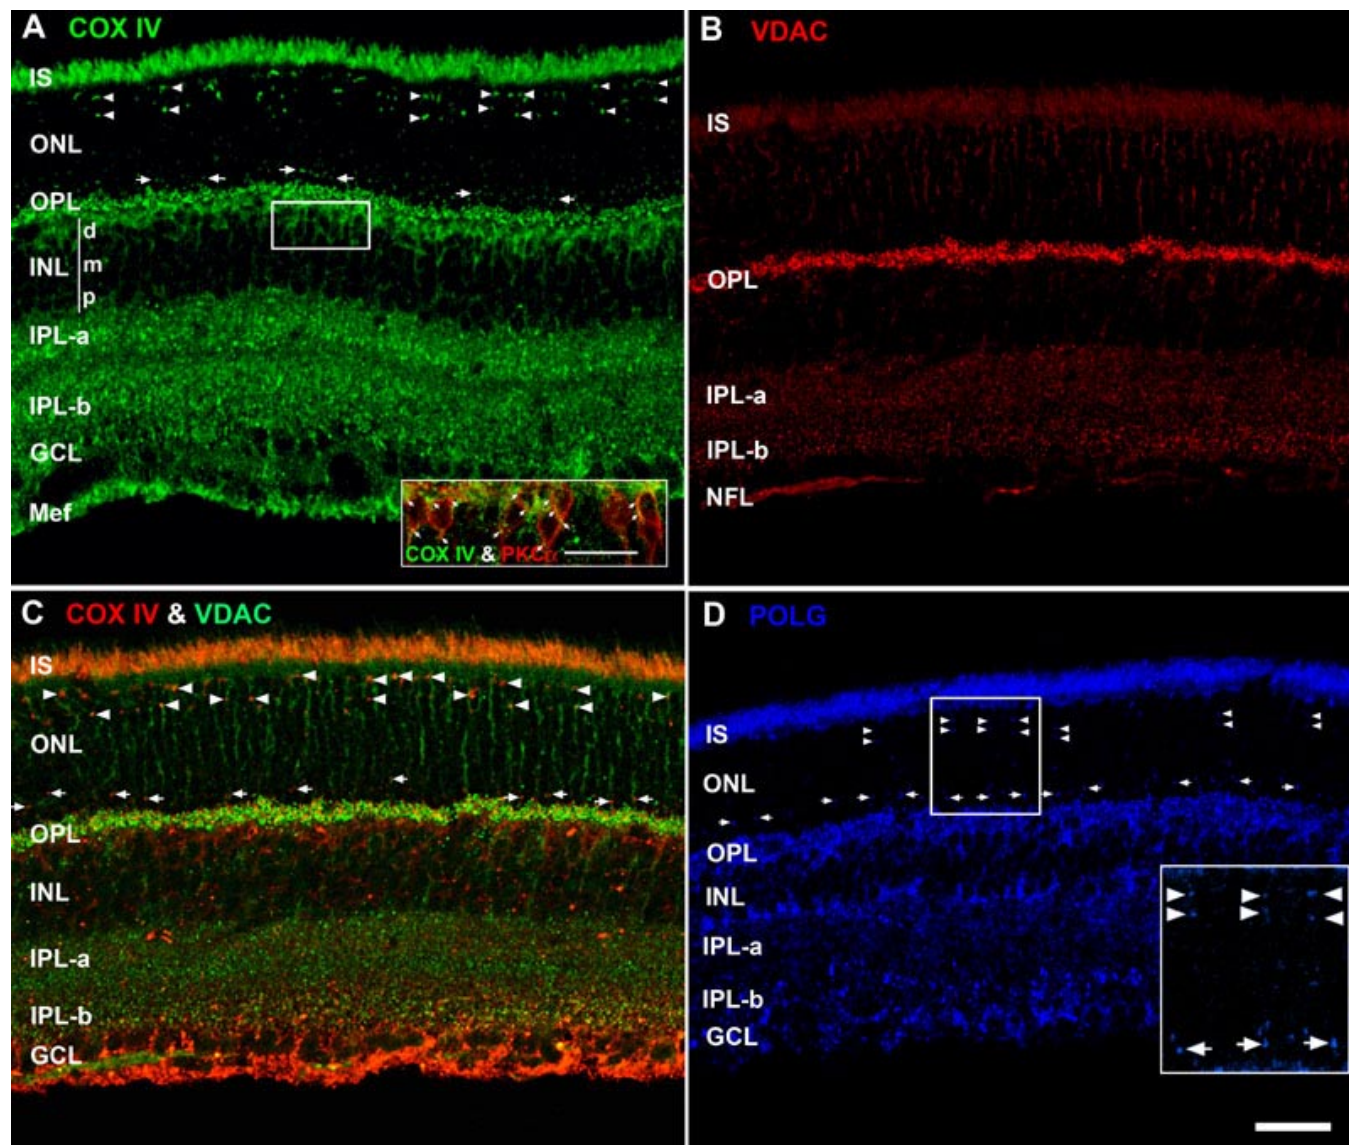 A COX IV
IS
ONL
OPL
d
INL
m
p
IPL-a
IPL-b
GCL
Mef
COX IV & PKCα
B VDAC
IS
OPL
IPL-a
IPL-b
NFL
C COX IV & VDAC
IS
ONL
OPL
INL
IPL-a
IPL-b
GCL
D POLG
IS
ONL
OPL
INL
IPL-a
IPL-b
GCL